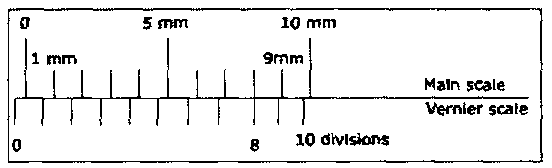 0 5 mm 10 mm
1 mm 9mm
Main scale
Vernier scale
0 8 10 divisions